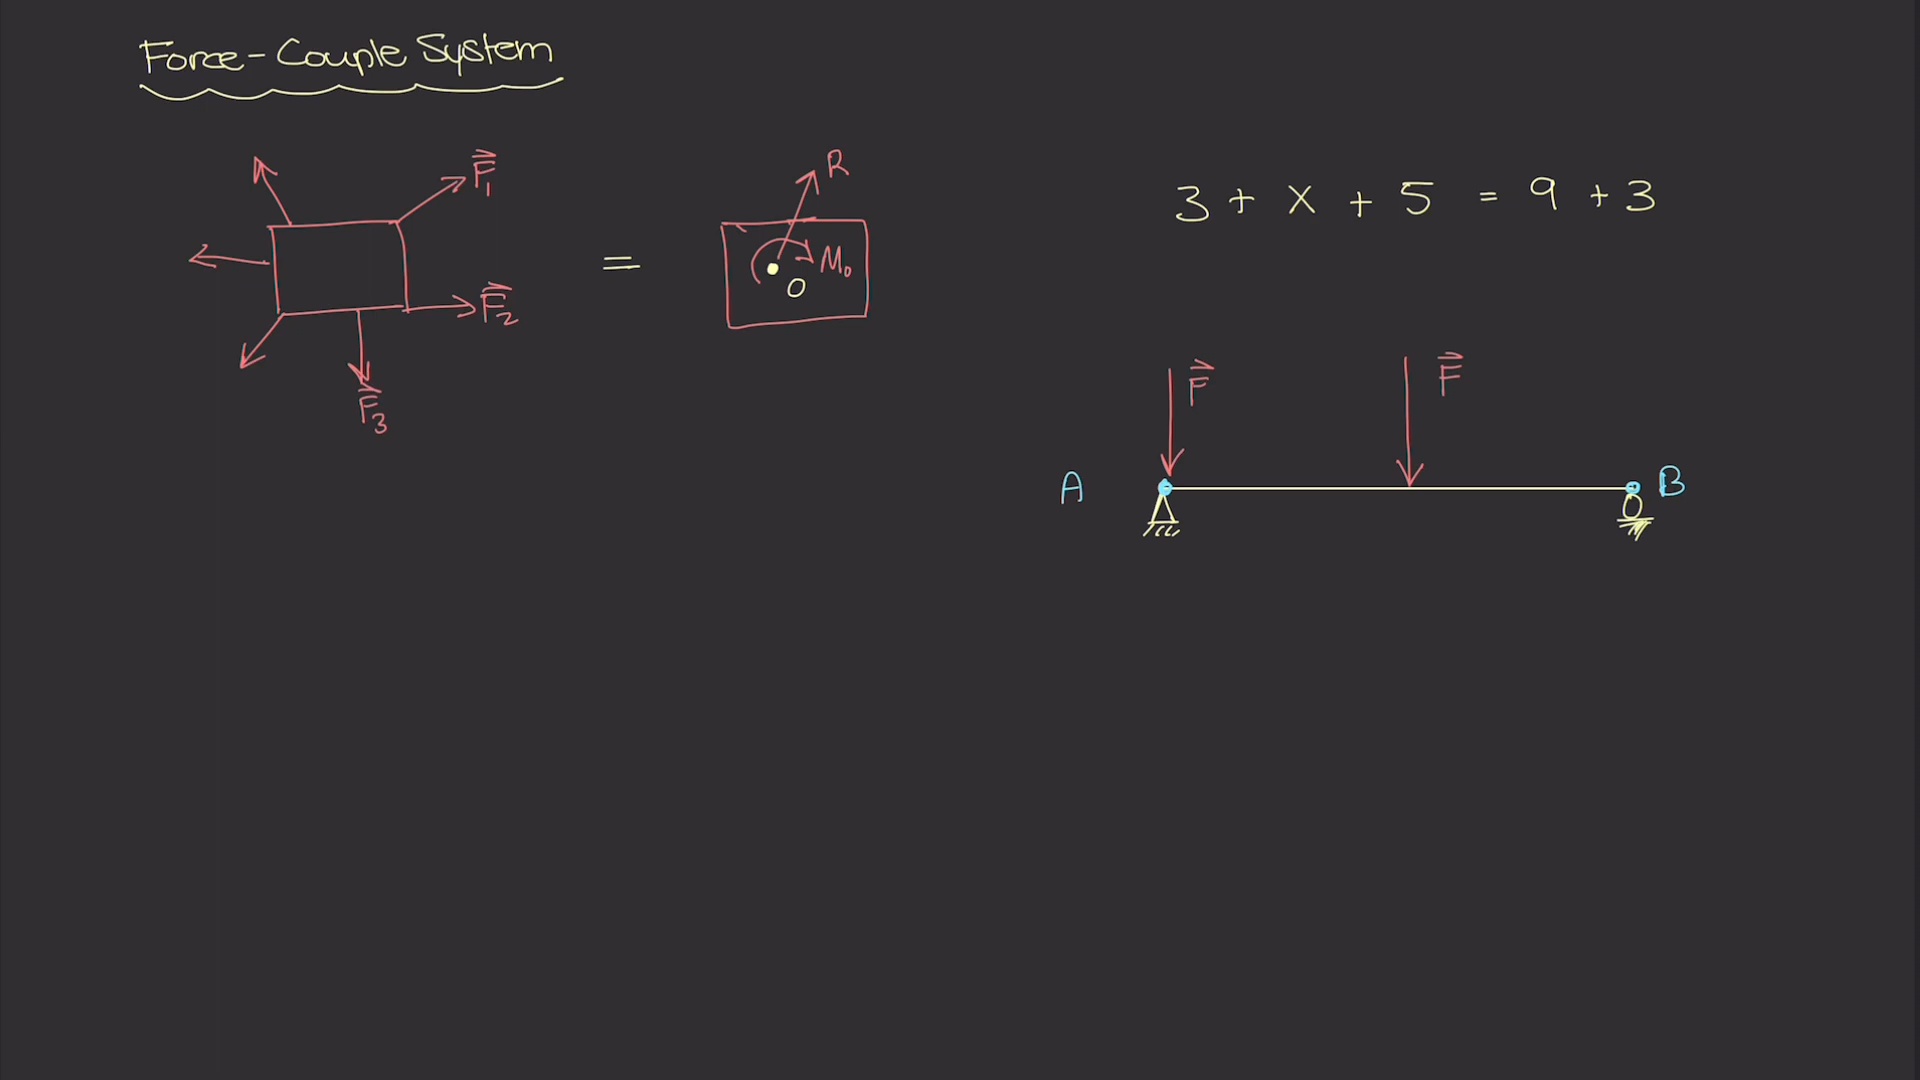 Force-Couple System
F₁
R
3 + x + 5 = 9 + 3
M₀
O
F₂
F₃
F
F
A
B